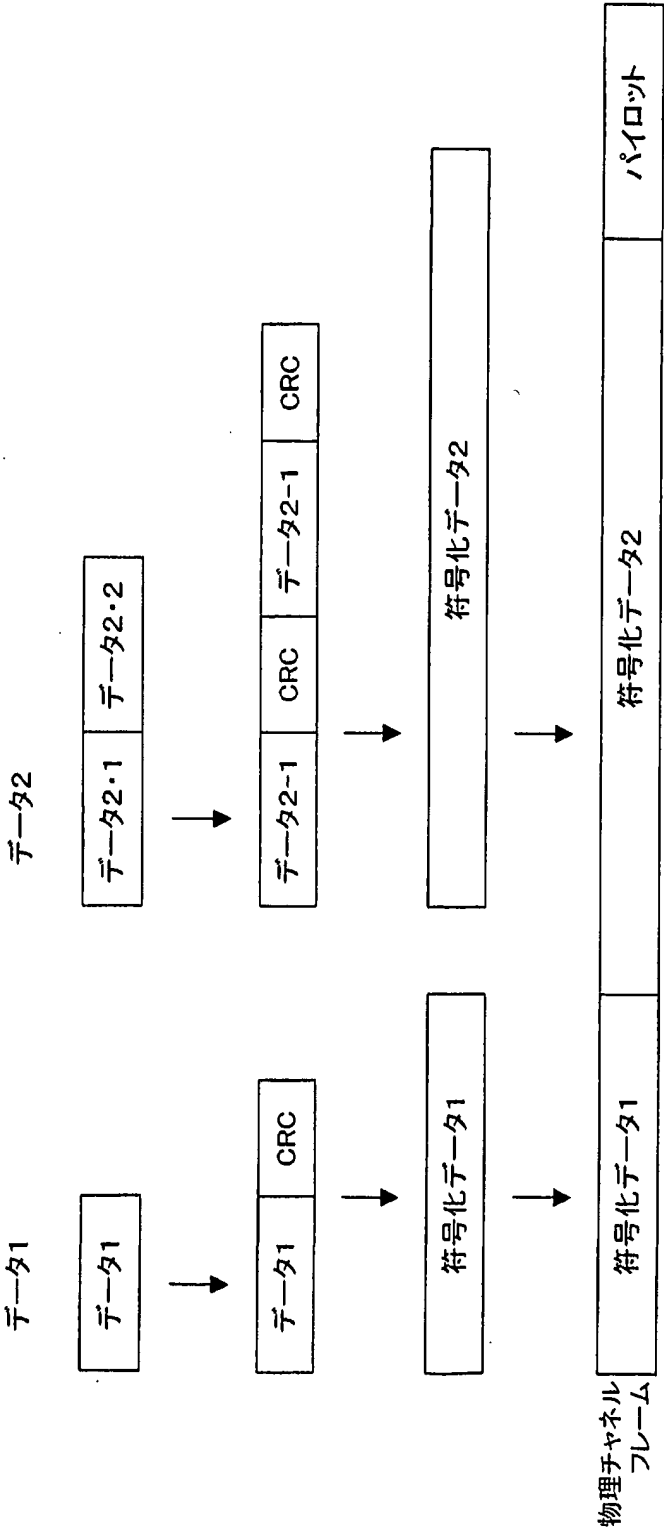 データ1
データ2
データ1
データ2・1 データ2・2
データ1 CRC
データ2-1 CRC データ2-1 CRC
符号化データ1
符号化データ2
物理チャネル
フレーム
符号化データ1 符号化データ2 パイロット